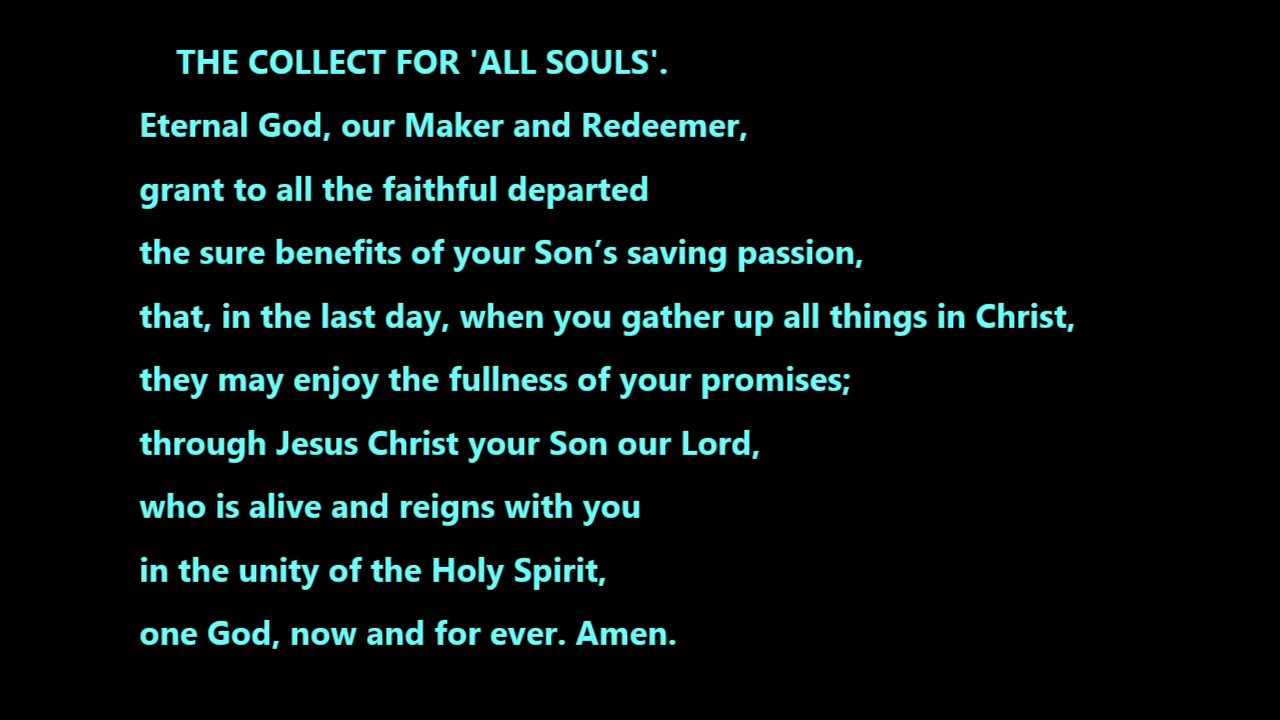 THE COLLECT FOR 'ALL SOULS'.
Eternal God, our Maker and Redeemer,
grant to all the faithful departed
the sure benefits of your Son’s saving passion,
that, in the last day, when you gather up all things in Christ,
they may enjoy the fullness of your promises;
through Jesus Christ your Son our Lord,
who is alive and reigns with you
in the unity of the Holy Spirit,
one God, now and for ever. Amen.